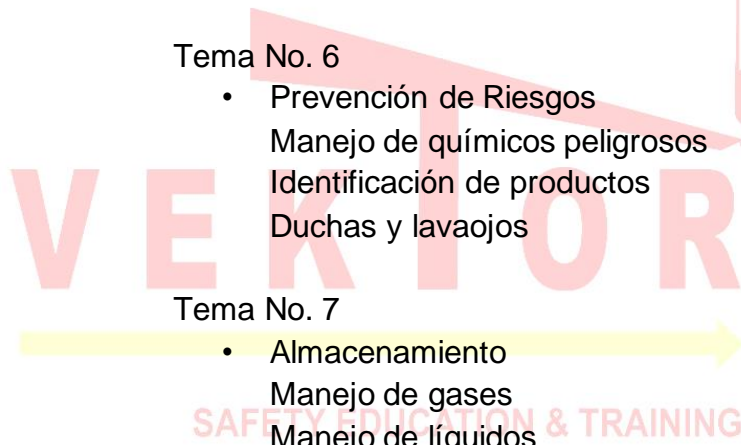 Tema No. 6
• Prevención de Riesgos
Manejo de químicos peligrosos
Identificación de productos
Duchas y lavaojos
VEKTOR
Tema No. 7
• Almacenamiento
Manejo de gases
SAFETY EDUCATION & TRAINING
Manejo de líquidos